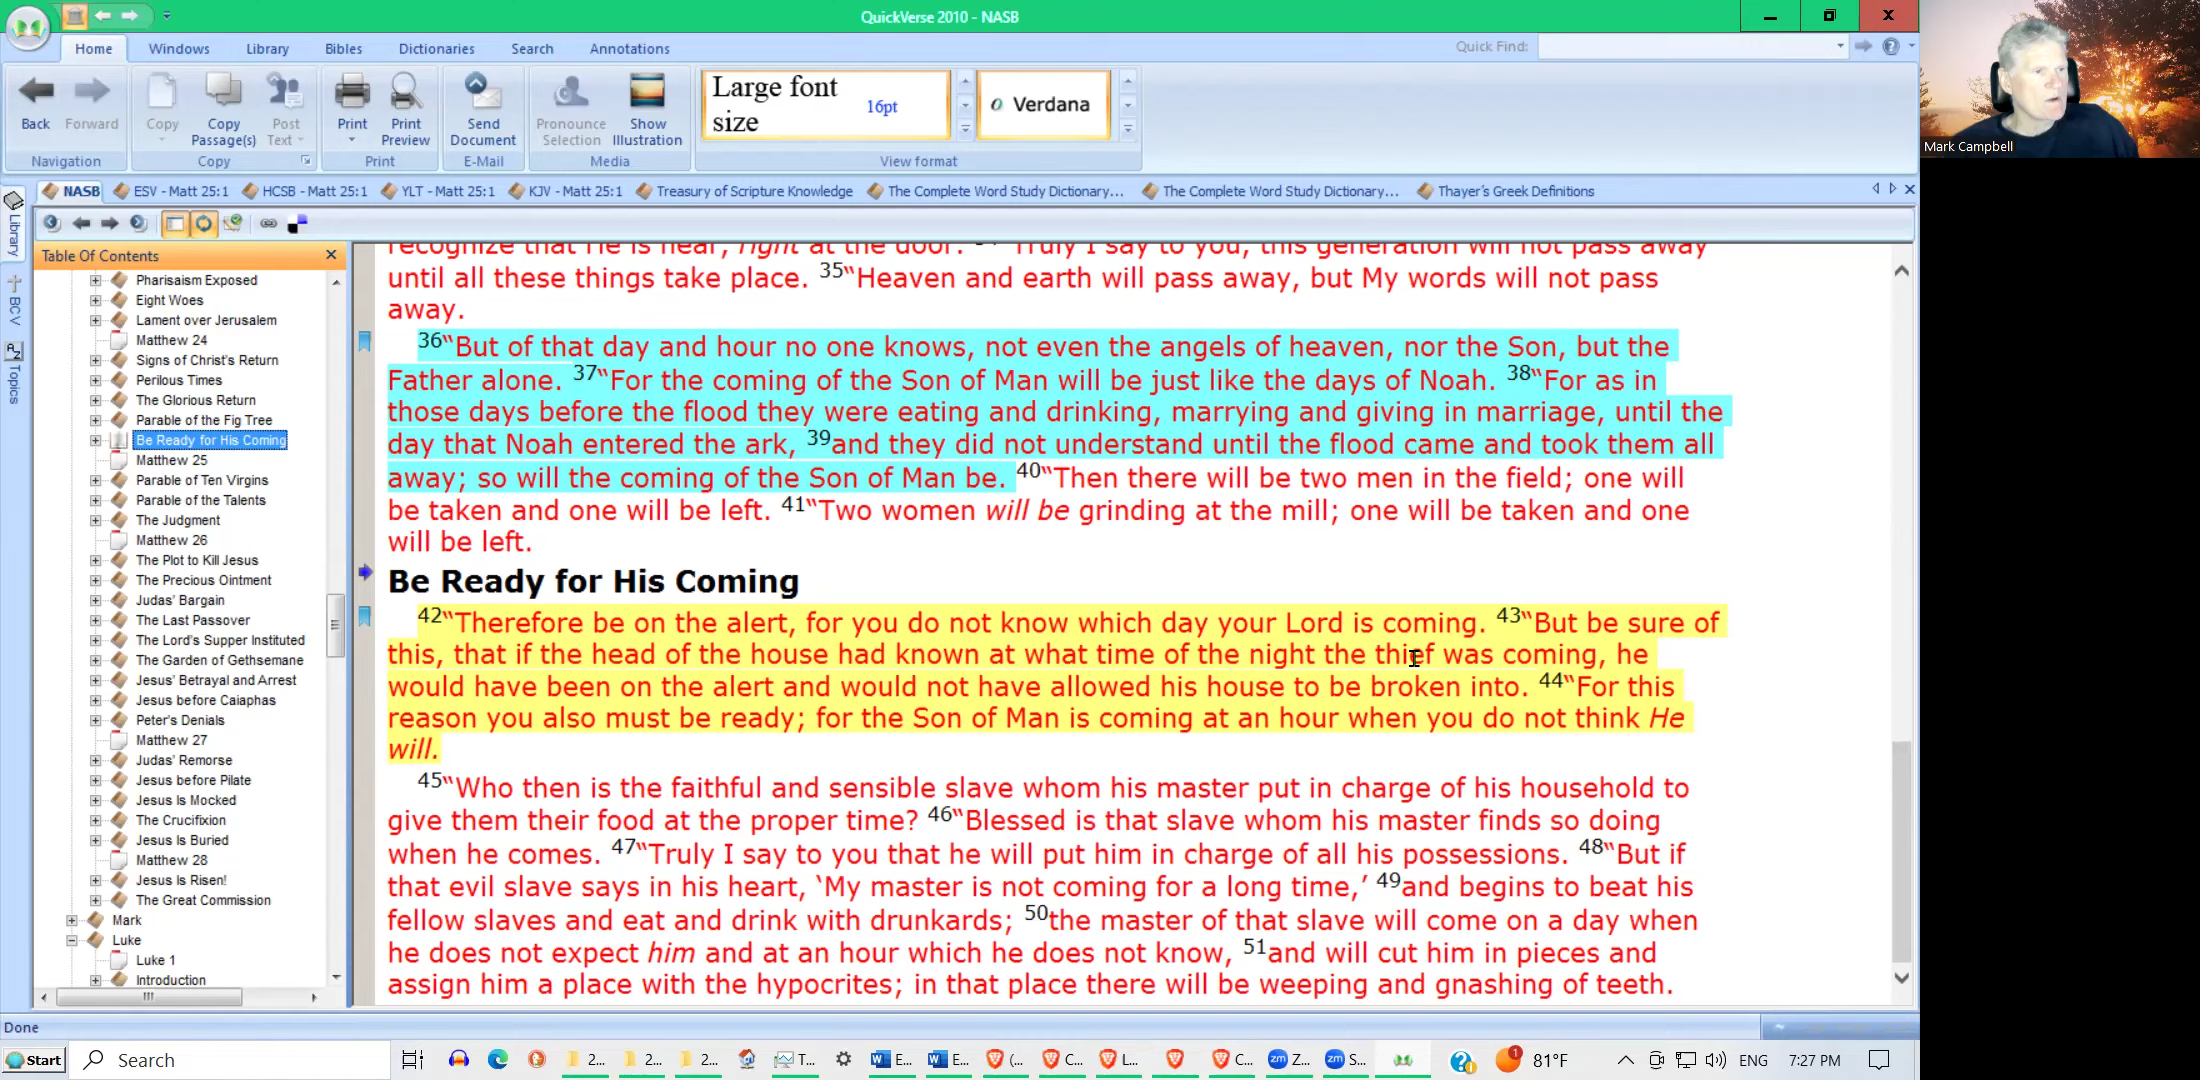 QuickVerse 2010 - NASB
Home Windows Library Bibles Dictionaries Search Annotations Quick Find:
Back Forward Copy Copy Passage(s) Post Text Print Print Preview Send Document Pronounce Selection Show Illustration Large font size 16pt Verdana
Navigation Copy Print E-Mail Media View format
Mark Campbell
NASB ESV - Matt 25:1 HCSB - Matt 25:1 YLT - Matt 25:1 KJV - Matt 25:1 Treasury of Scripture Knowledge The Complete Word Study Dictionary... The Complete Word Study Dictionary... Thayer's Greek Definitions
Library
BCV
Topics
Table Of Contents
Pharisaism Exposed
Eight Woes
Lament over Jerusalem
Matthew 24
Signs of Christ's Return
Perilous Times
The Glorious Return
Parable of the Fig Tree
Be Ready for His Coming
Matthew 25
Parable of Ten Virgins
Parable of the Talents
The Judgment
Matthew 26
The Plot to Kill Jesus
The Precious Ointment
Judas' Bargain
The Last Passover
The Lord's Supper Instituted
The Garden of Gethsemane
Jesus' Betrayal and Arrest
Jesus before Caiaphas
Peter's Denials
Matthew 27
Judas' Remorse
Jesus before Pilate
Jesus Is Mocked
The Crucifixion
Jesus Is Buried
Matthew 28
Jesus Is Risen!
The Great Commission
Mark
Luke
Luke 1
Introduction
recognize that He is near, right at the door. 34 "Truly I say to you, this generation will not pass away
until all these things take place. 35"Heaven and earth will pass away, but My words will not pass
away.
36"But of that day and hour no one knows, not even the angels of heaven, nor the Son, but the
Father alone. 37"For the coming of the Son of Man will be just like the days of Noah. 38"For as in
those days before the flood they were eating and drinking, marrying and giving in marriage, until the
day that Noah entered the ark, 39and they did not understand until the flood came and took them all
away; so will the coming of the Son of Man be. 40"Then there will be two men in the field; one will
be taken and one will be left. 41"Two women will be grinding at the mill; one will be taken and one
will be left.
Be Ready for His Coming
42"Therefore be on the alert, for you do not know which day your Lord is coming. 43"But be sure of
this, that if the head of the house had known at what time of the night the thief was coming, he
would have been on the alert and would not have allowed his house to be broken into. 44"For this
reason you also must be ready; for the Son of Man is coming at an hour when you do not think He
will.
45"Who then is the faithful and sensible slave whom his master put in charge of his household to
give them their food at the proper time? 46"Blessed is that slave whom his master finds so doing
when he comes. 47"Truly I say to you that he will put him in charge of all his possessions. 48"But if
that evil slave says in his heart, 'My master is not coming for a long time,' 49and begins to beat his
fellow slaves and eat and drink with drunkards; 50the master of that slave will come on a day when
he does not expect him and at an hour which he does not know, 51and will cut him in pieces and
assign him a place with the hypocrites; in that place there will be weeping and gnashing of teeth.
Done
Start Search 2... 2... 2... T... E... E... (... C... L... C... Z... S... 1 81°F ENG 7:27 PM